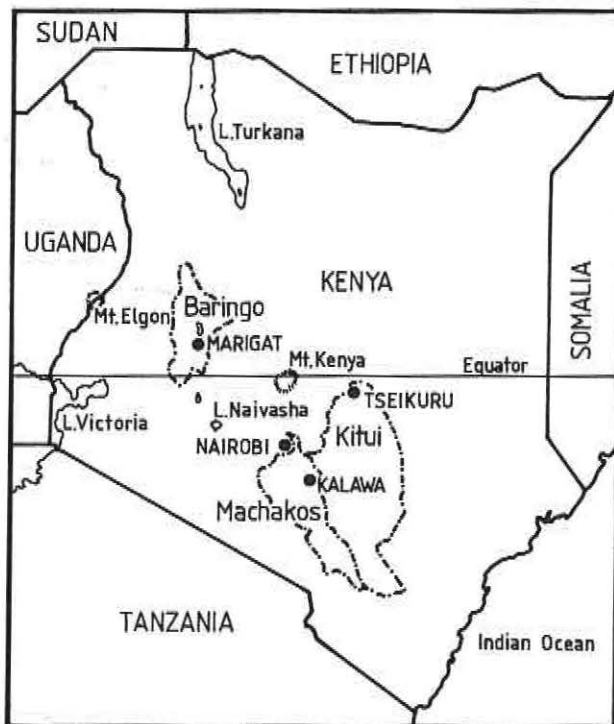 SUDAN
ETHIOPIA
L.Turkana
UGANDA
KENYA
SOMALIA
Mt.Elgon
Baringo
MARIGAT
Mt.Kenya
Equator
L.Victoria
L.Naivasha
TSEIKURU
NAIROBI
Kitui
KALAWA
Machakos
TANZANIA
Indian Ocean